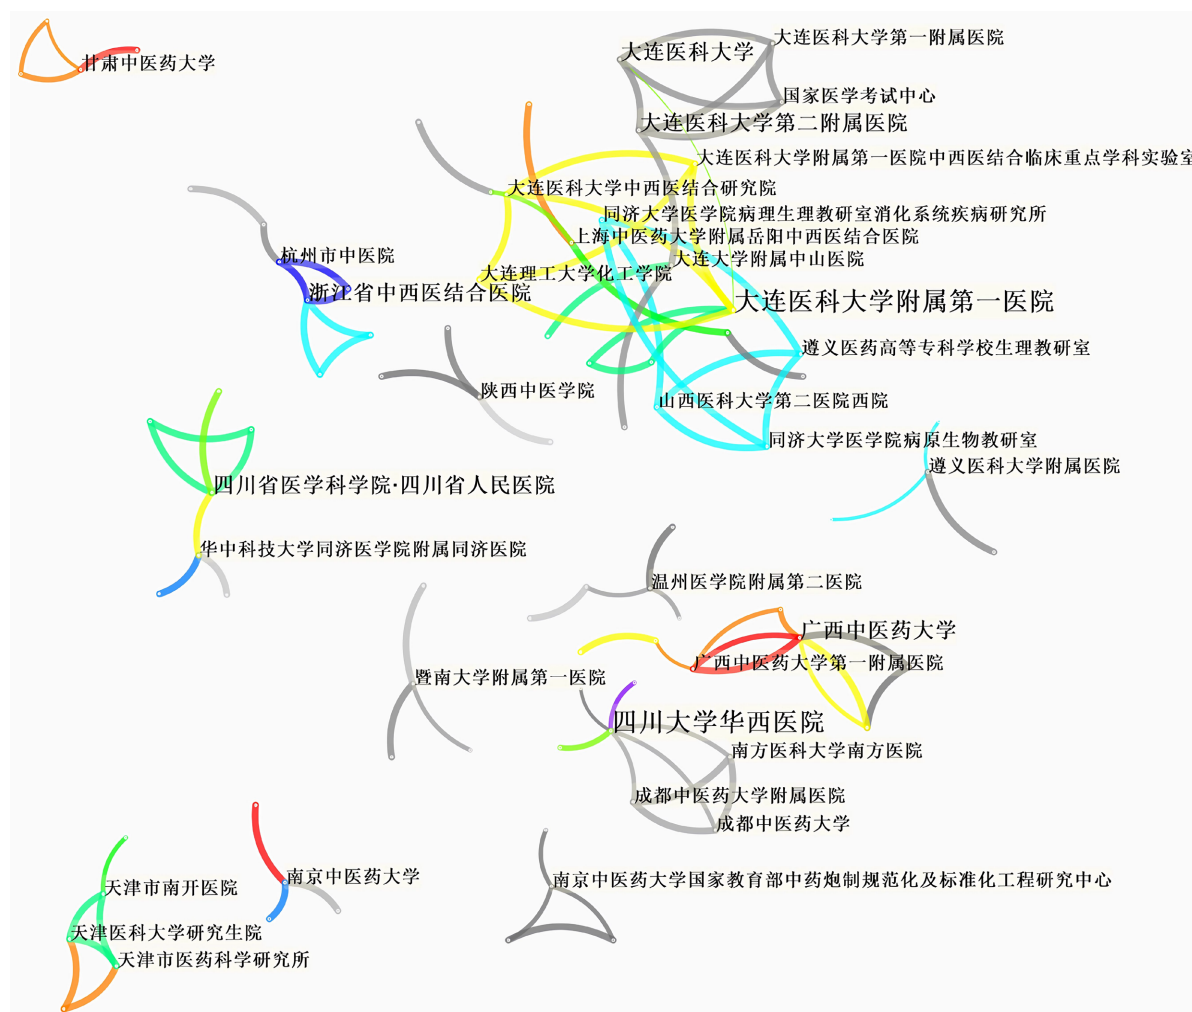 大连医科大学第一附属医院
大连医科大学
甘肃中医药大学
国家医学考试中心
大连医科大学第二附属医院
大连医科大学附属第一医院中西医结合临床重点学科实验室
大连医科大学中西医结合研究院
同济大学医学院病理生理教研室消化系统疾病研究所
上海中医药大学附属岳阳中西医结合医院
杭州市中医院
大连大学附属中山医院
大连理工大学化工学院
浙江省中西医结合医院
大连医科大学附属第一医院
遵义医药高等专科学校生理教研室
陕西中医学院
山西医科大学第二医院西院
同济大学医学院病原生物教研室
遵义医科大学附属医院
四川省医学科学院·四川省人民医院
华中科技大学同济医学院附属同济医院
温州医学院附属第二医院
广西中医药大学
广西中医药大学第一附属医院
暨南大学附属第一医院
四川大学华西医院
南方医科大学南方医院
成都中医药大学附属医院
成都中医药大学
南京中医药大学
南京中医药大学国家教育部中药炮制规范化及标准化工程研究中心
天津市南开医院
天津医科大学研究生院
天津市医药科学研究所